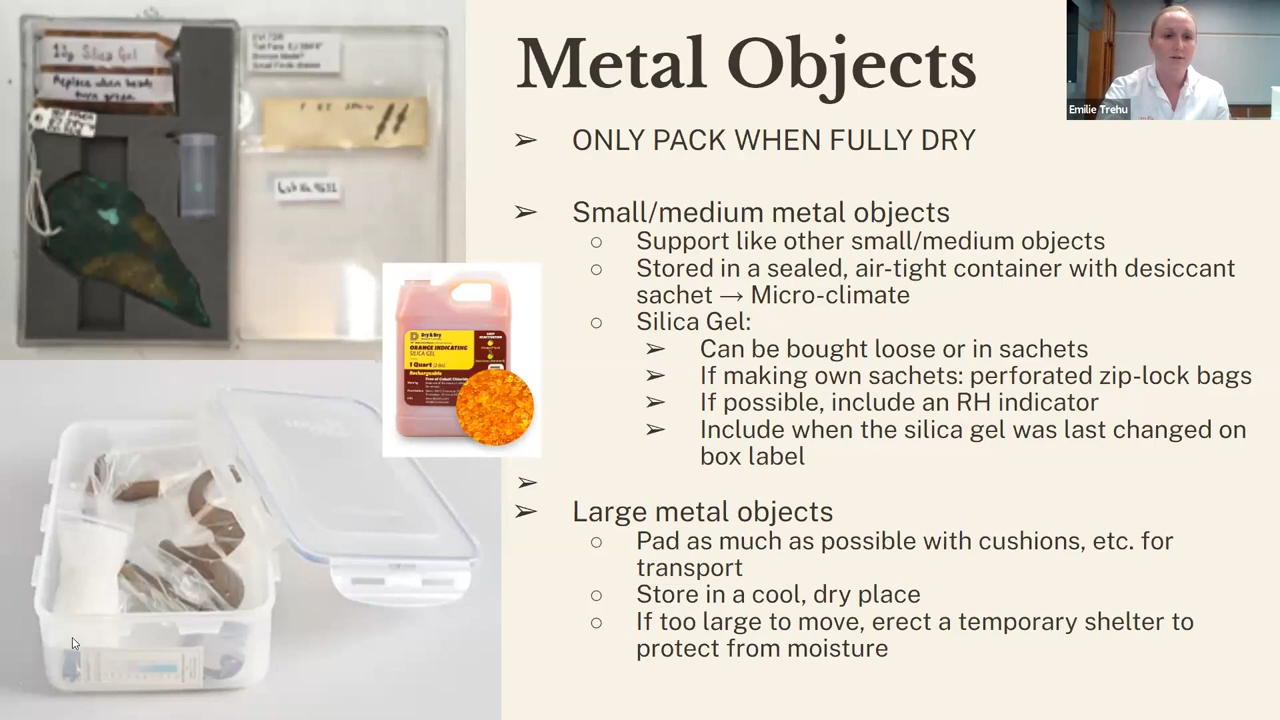 Metal Objects
Emilie Trehu
➢ ONLY PACK WHEN FULLY DRY
➢ Small/medium metal objects
○ Support like other small/medium objects
○ Stored in a sealed, air-tight container with desiccant
sachet → Micro-climate
○ Silica Gel:
➢ Can be bought loose or in sachets
➢ If making own sachets: perforated zip-lock bags
➢ If possible, include an RH indicator
➢ Include when the silica gel was last changed on
box label
➢
➢ Large metal objects
○ Pad as much as possible with cushions, etc. for
transport
○ Store in a cool, dry place
○ If too large to move, erect a temporary shelter to
protect from moisture
Silica Gel
Replace when beads
turn green.
Dry & Dry
ORANGE INDICATING
SILICA GEL
1 Quart
Rechargeable